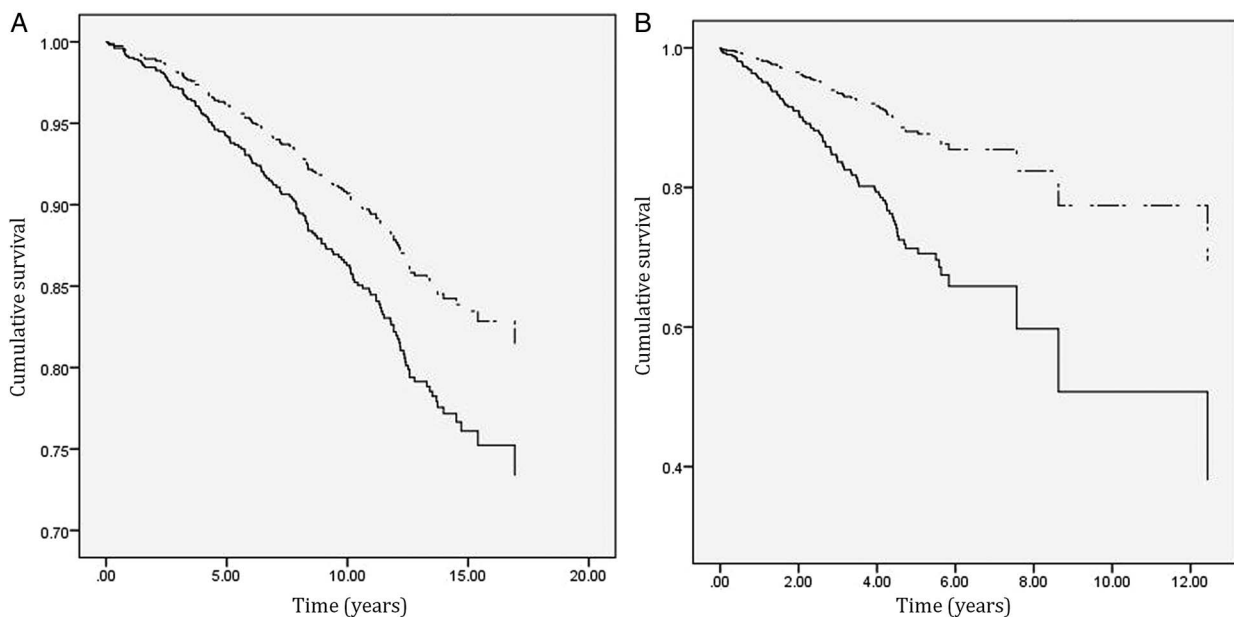 A
1.00
0.95
0.90
0.85
0.80
0.75
0.70
Cumulative survival
.00 5.00 10.00 15.00 20.00
Time (years)
B
1.0
0.8
0.6
0.4
Cumulative survival
.00 2.00 4.00 6.00 8.00 10.00 12.00
Time (years)